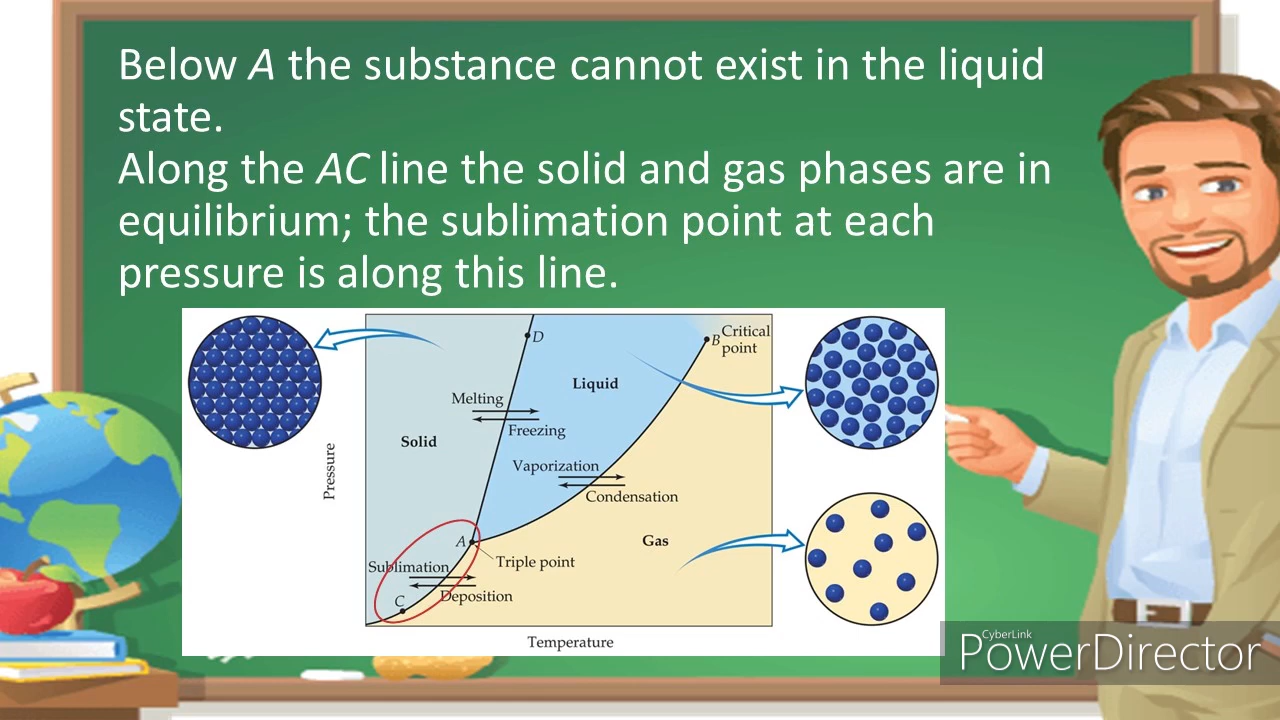 Below A the substance cannot exist in the liquid
state.
Along the AC line the solid and gas phases are in
equilibrium; the sublimation point at each
pressure is along this line.
D
B
Critical
point
Liquid
Melting
Freezing
Solid
Vaporization
Condensation
Pressure
Gas
A
Triple point
Sublimation
Deposition
C
Temperature
CyberLink
PowerDirector